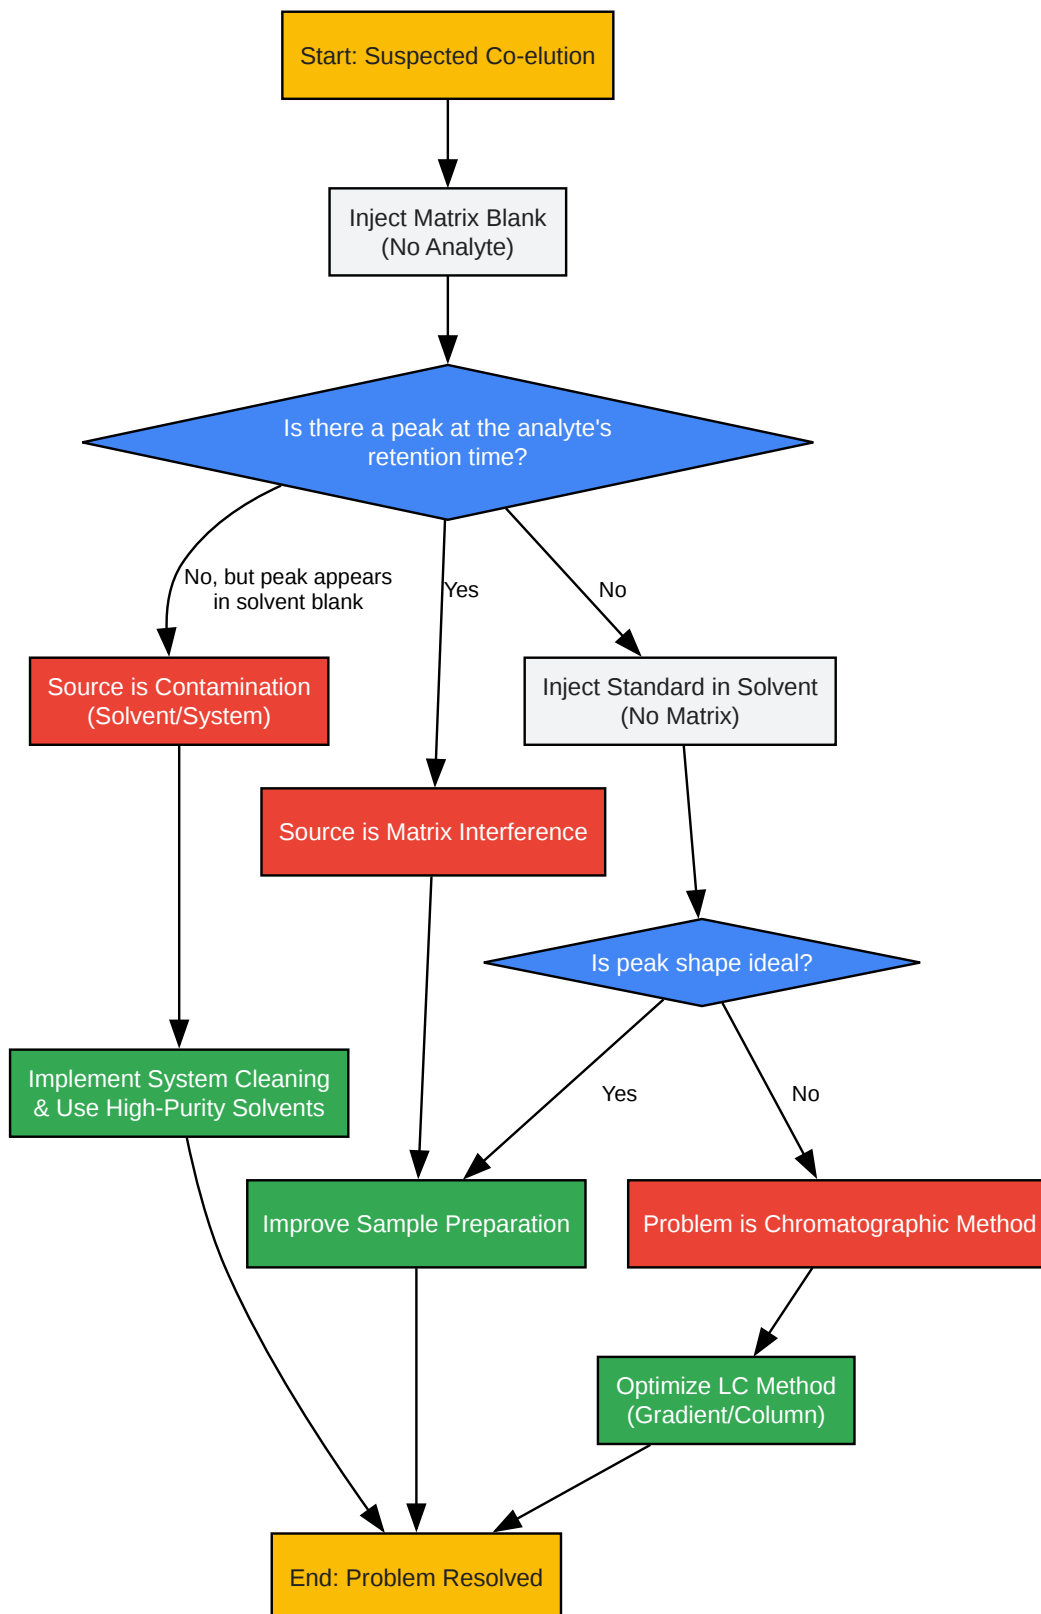 Start: Suspected Co-elution
Inject Matrix Blank
(No Analyte)
Is there a peak at the analyte's
retention time?
No, but peak appears
in solvent blank
Yes
No
Source is Contamination
(Solvent/System)
Inject Standard in Solvent
(No Matrix)
Source is Matrix Interference
Is peak shape ideal?
Implement System Cleaning
& Use High-Purity Solvents
Yes
No
Improve Sample Preparation
Problem is Chromatographic Method
Optimize LC Method
(Gradient/Column)
End: Problem Resolved